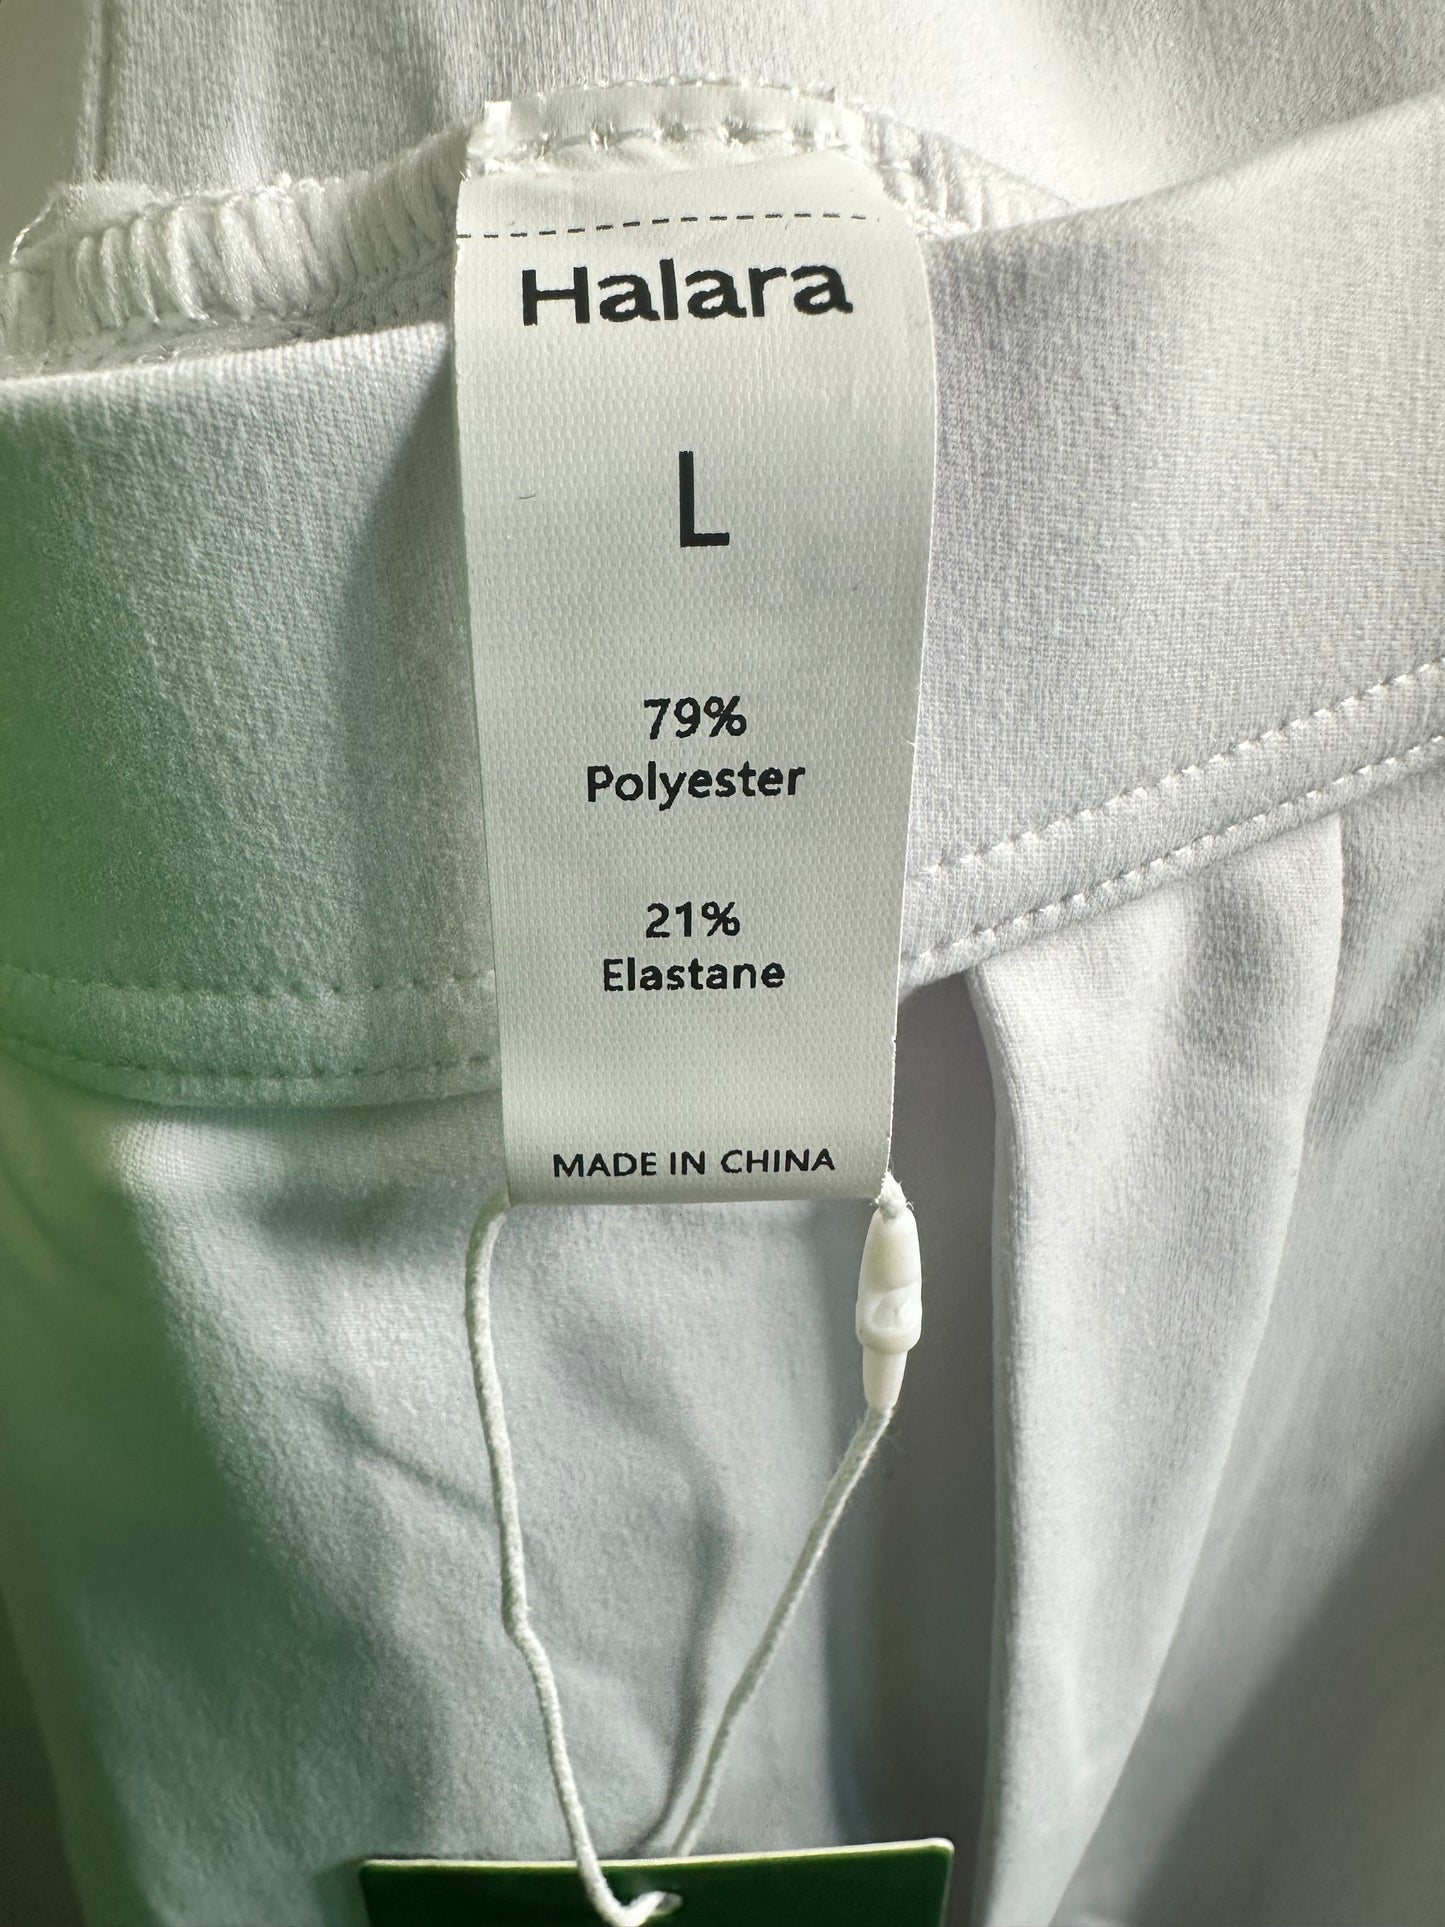 Halara
L
79%
Polyester
21%
Elastane
MADE IN CHINA